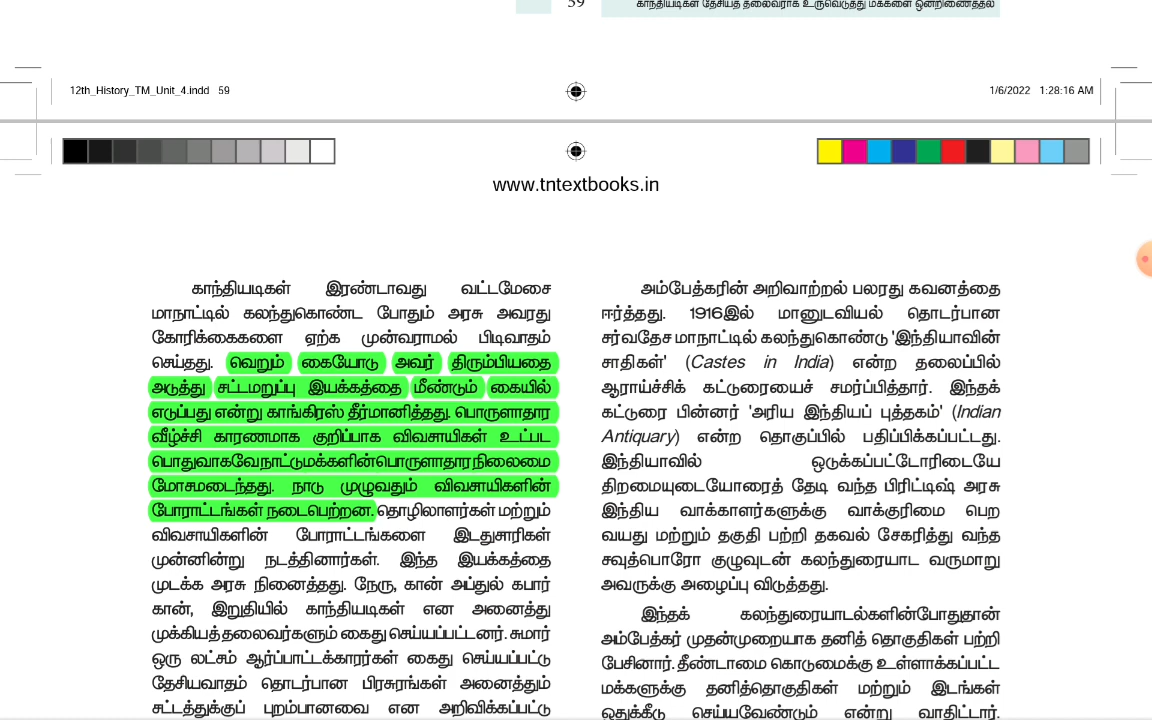 59
காந்தியடிகள் தேசியத் தலைவராக உருவெடுத்து மக்களை ஒன்றிணைத்தல்
12th_History_TM_Unit_4.indd 59
1/6/2022 1:28:16 AM
www.tntextbooks.in
காந்தியடிகள் இரண்டாவது வட்டமேசை
மாநாட்டில் கலந்துகொண்ட போதும் அரசு அவரது
கோரிக்கைகளை ஏற்க முன்வராமல் பிடிவாதம்
செய்தது. வெறும் கையோடு அவர் திரும்பியதை
அடுத்து சட்டமறுப்பு இயக்கத்தை மீண்டும் கையில்
எடுப்பது என்று காங்கிரஸ் தீர்மானித்தது. பொருளாதார
வீழ்ச்சி காரணமாக குறிப்பாக விவசாயிகள் உட்பட
பொதுவாகவே நாட்டு மக்களின் பொருளாதார நிலைமை
மோசமடைந்தது. நாடு முழுவதும் விவசாயிகளின்
போராட்டங்கள் நடைபெற்றன. தொழிலாளர்கள் மற்றும்
விவசாயிகளின் போராட்டங்களை இடதுசாரிகள்
முன்னின்று நடத்தினார்கள். இந்த இயக்கத்தை
முடக்க அரசு நினைத்தது. நேரு, கான் அப்துல் கபார்
கான், இறுதியில் காந்தியடிகள் என அனைத்து
முக்கியத் தலைவர்களும் கைது செய்யப்பட்டனர். சுமார்
ஒரு லட்சம் ஆர்ப்பாட்டக்காரர்கள் கைது செய்யப்பட்டு
தேசியவாதம் தொடர்பான பிரசுரங்கள் அனைத்தும்
சட்டத்துக்குப் புறம்பானவை என அறிவிக்கப்பட்டு
அம்பேத்கரின் அறிவாற்றல் பலரது கவனத்தை
ஈர்த்தது. 1916இல் மானுடவியல் தொடர்பான
சர்வதேச மாநாட்டில் கலந்துகொண்டு 'இந்தியாவின்
சாதிகள்' (Castes in India) என்ற தலைப்பில்
ஆராய்ச்சிக் கட்டுரையைச் சமர்ப்பித்தார். இந்தக்
கட்டுரை பின்னர் 'அரிய இந்தியப் புத்தகம்' (Indian
Antiquary) என்ற தொகுப்பில் பதிப்பிக்கப்பட்டது.
இந்தியாவில் ஒடுக்கப்பட்டோரிடையே
திறமையுடையோரைத் தேடி வந்த பிரிட்டிஷ் அரசு
இந்திய வாக்காளர்களுக்கு வாக்குரிமை பெற
வயது மற்றும் தகுதி பற்றி தகவல் சேகரித்து வந்த
சவுத்பொரோ குழுவுடன் கலந்துரையாட வருமாறு
அவருக்கு அழைப்பு விடுத்தது.
இந்தக் கலந்துரையாடல்களின்போதுதான்
அம்பேத்கர் முதன்முறையாக தனித் தொகுதிகள் பற்றி
பேசினார். தீண்டாமை கொடுமைக்கு உள்ளாக்கப்பட்ட
மக்களுக்கு தனித்தொகுதிகள் மற்றும் இடங்கள்
ஒதுக்கீடு செய்யவேண்டும் என்று வாதிட்டார்.